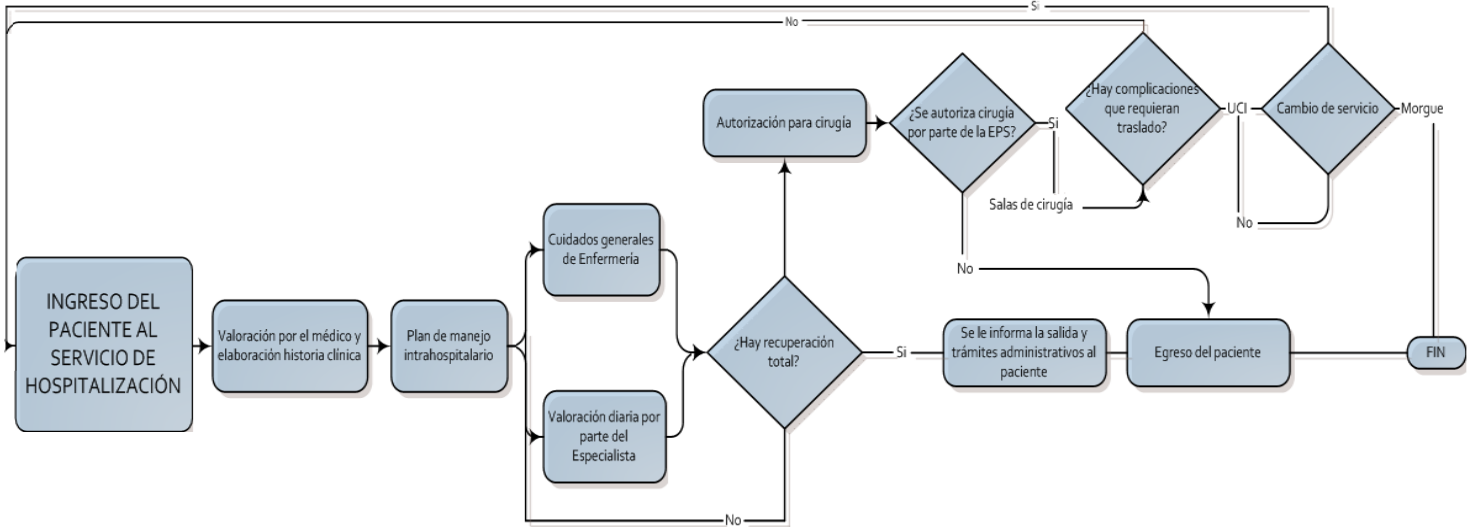 Si
No
INGRESO DEL
PACIENTE AL
SERVICIO DE
HOSPITALIZACIÓN
Valoración por el médico y
elaboración historia clínica
Plan de manejo
intrahospitalario
Cuidados generales
de Enfermería
Valoración diaria por
parte del
Especialista
¿Hay recuperación
total?
No
Si
Autorización para cirugía
¿Se autoriza cirugía
por parte de la EPS?
Si
Salas de cirugía
No
¿Hay complicaciones
que requieran
traslado?
UCI
Cambio de servicio
No
Morgue
Se le informa la salida y
trámites administrativos al
paciente
Egreso del paciente
FIN